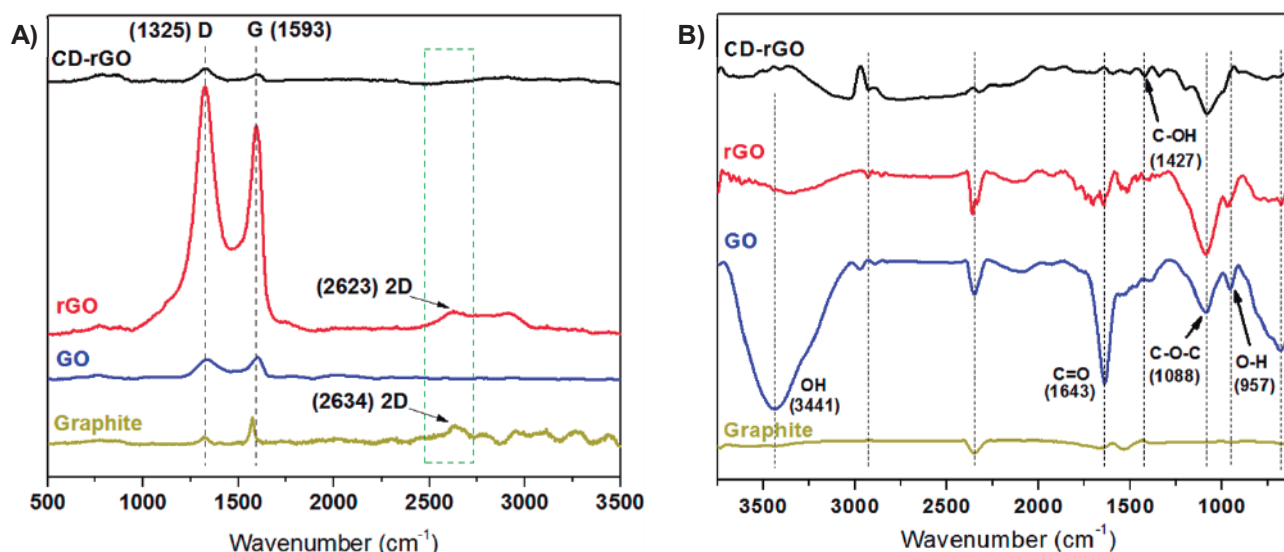 A)
(1325) D
G (1593)
CD-rGO
rGO
(2623) 2D
GO
(2634) 2D
Graphite
500 1000 1500 2000 2500 3000 3500
Wavenumber (cm⁻¹)
B)
CD-rGO
C-OH
(1427)
rGO
GO
OH
(3441)
C=O
(1643)
C-O-C
(1088)
O-H
(957)
Graphite
3500 3000 2500 2000 1500 1000
Wavenumber (cm⁻¹)